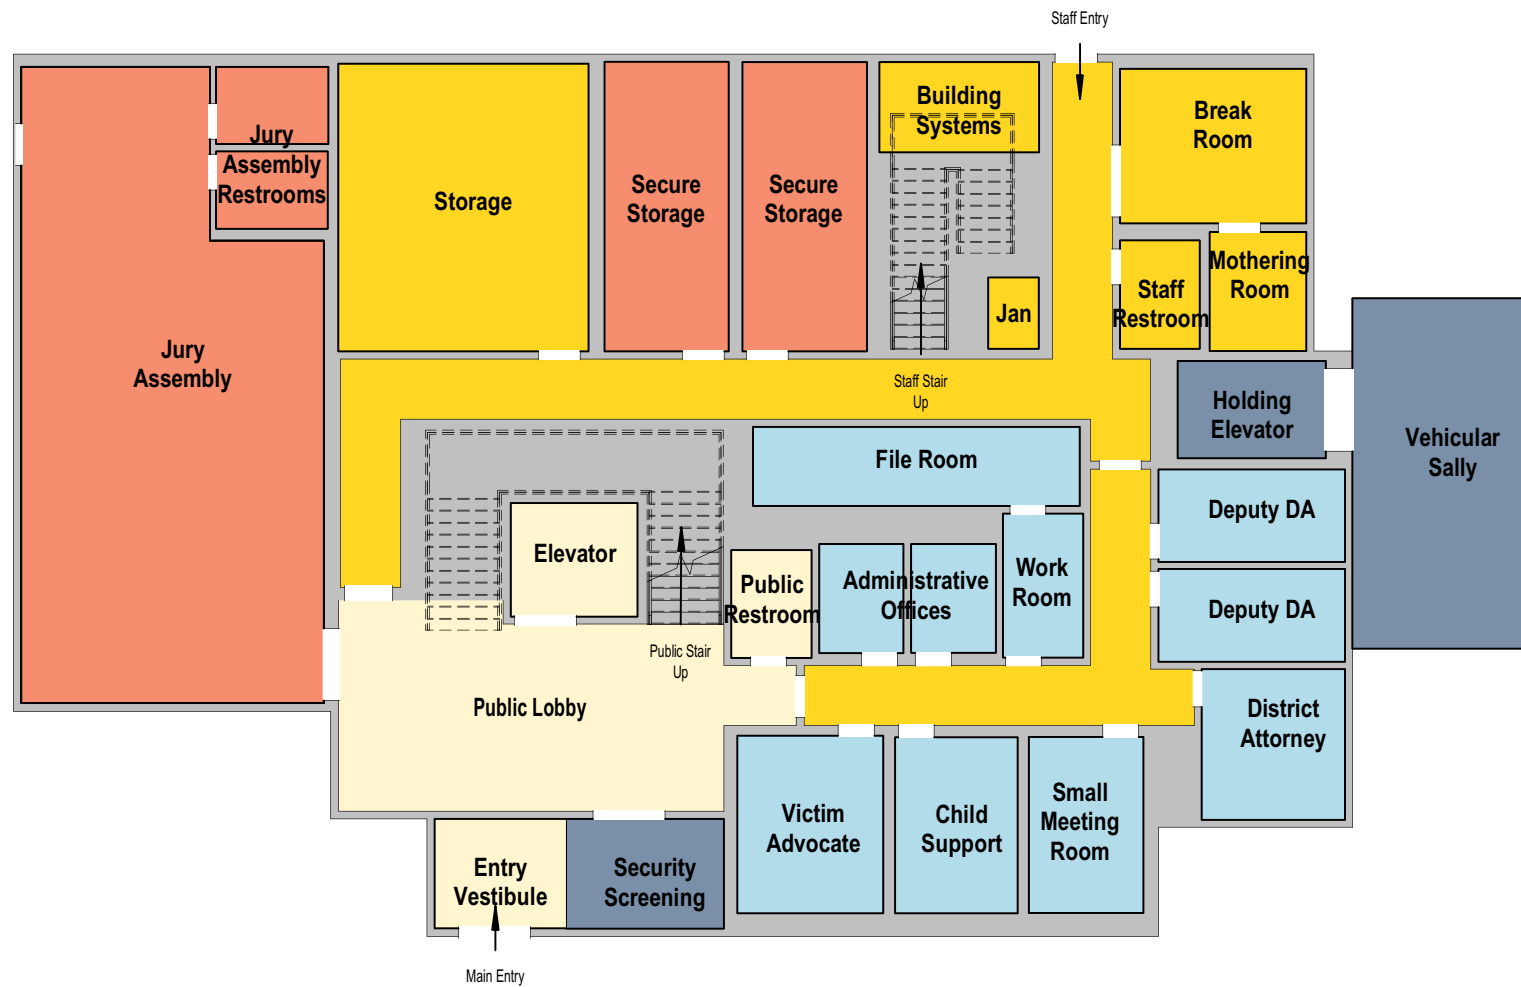 Staff Entry
Building
Systems
Break
Room
Jury
Assembly
Restrooms
Storage
Secure
Storage
Secure
Storage
Mothering
Room
Staff
Restroom
Jan
Jury
Assembly
Staff Stair
Up
Holding
Elevator
Vehicular
Sally
File Room
Deputy DA
Elevator
Public
Restroom
Administrative
Offices
Work
Room
Deputy DA
Public Stair
Up
Public Lobby
District
Attorney
Victim
Advocate
Child
Support
Small
Meeting
Room
Entry
Vestibule
Security
Screening
Main Entry